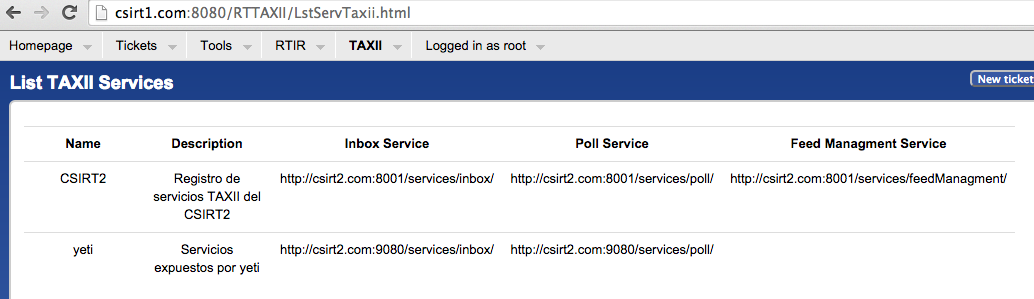 csirt1.com:8080/RTTAXII/LstServTaxii.html
Homepage Tickets Tools RTIR TAXII Logged in as root
List TAXII Services New ticket
Name Description Inbox Service Poll Service Feed Managment Service
CSIRT2 Registro de http://csirt2.com:8001/services/inbox/ http://csirt2.com:8001/services/poll/ http://csirt2.com:8001/services/feedManagment/
servicios TAXII del
CSIRT2
yeti Servicios http://csirt2.com:9080/services/inbox/ http://csirt2.com:9080/services/poll/
expuestos por yeti